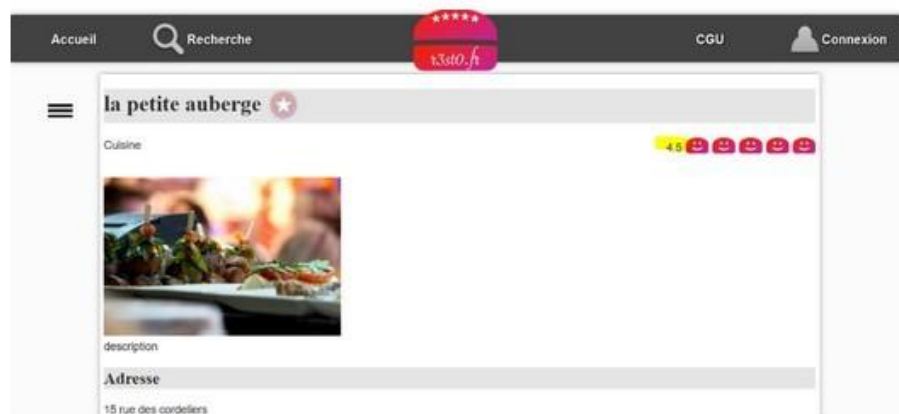 Accueil Recherche r3st0.fr CGU Connexion
la petite auberge
Cuisine 4.5
description
Adresse
15 rue des cordeliers